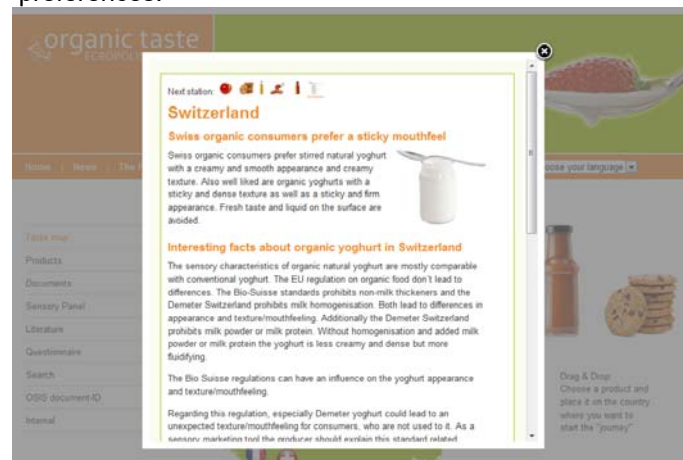 preferences.
organic taste
ECROPOLIS
Next station:
Switzerland
Swiss organic consumers prefer a sticky mouthfeel
Swiss organic consumers prefer stirred natural yoghurt
with a creamy and smooth appearance and creamy
texture. Also well liked are organic yoghurts with a
sticky and dense texture as well as a sticky and firm
appearance. Fresh taste and liquid on the surface are
avoided.
Interesting facts about organic yoghurt in Switzerland
The sensory characteristics of organic natural yoghurt are mostly comparable
with conventional yoghurt. The EU regulation on organic food don't lead to
differences. The Bio-Suisse standards prohibits non-milk thickeners and the
Demeter Switzerland prohibits milk homogenisation. Both lead to differences in
appearance and texture/mouthfeeling. Additionally the Demeter Switzerland
prohibits milk powder or milk protein. Without homogenisation and added milk
powder or milk protein the yoghurt is less creamy and dense but more
fluidifying.
The Bio Suisse regulations can have an influence on the yoghurt appearance
and texture/mouthfeeling.
Regarding this regulation, especially Demeter yoghurt could lead to an
unexpected texture/mouthfeeling for consumers, who are not used to it. As a
sensory marketing tool the producer should explain this standard related
Home | News | The
oose your language
Taste map
Products
Documents
Sensory Panel
Literature
Questionnaire
Search
OSIS document-ID
Internal
Drag & Drop
Choose a product and
place it on the country
where you want to
start the "journey"